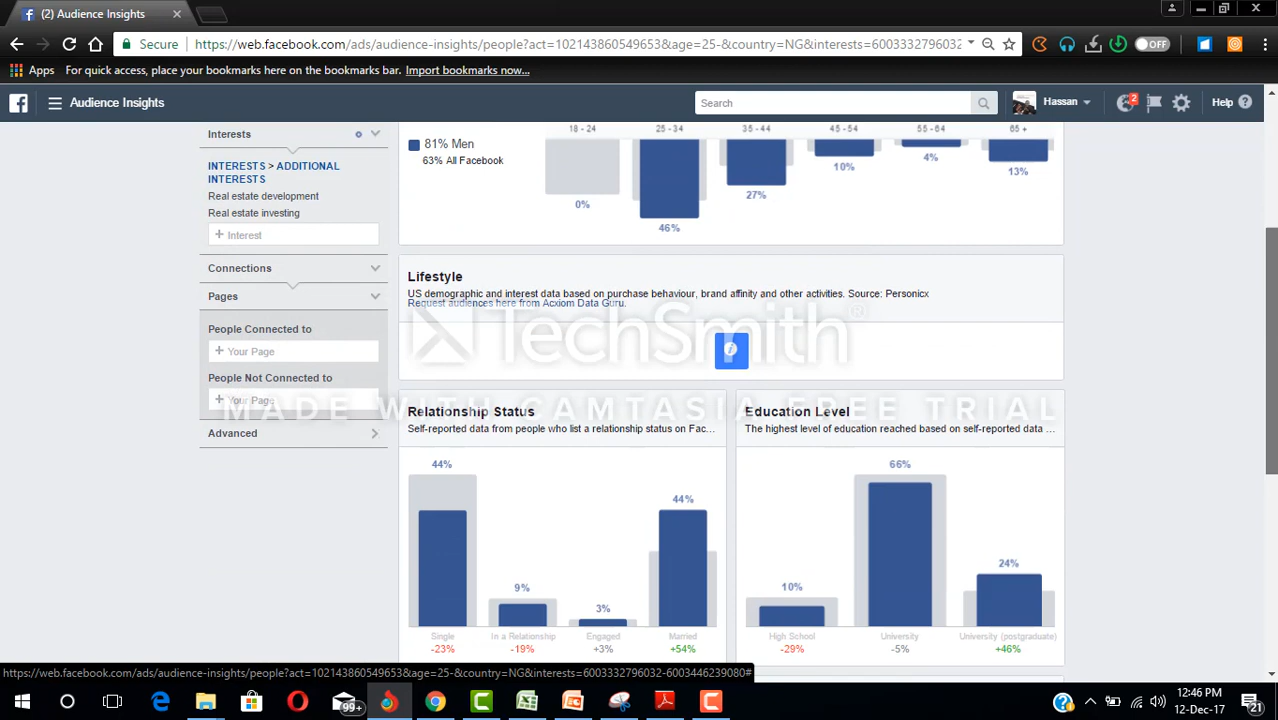 (2) Audience Insights
Secure
https://web.facebook.com/ads/audience-insights/people?act=102143860549653&age=25-&country=NG&interests=6003332796032
OFF
Apps
For quick access, place your bookmarks here on the bookmarks bar. Import bookmarks now...
Audience Insights
Search
Hassan
2
Help
Interests
INTERESTS > ADDITIONAL
INTERESTS
Real estate development
Real estate investing
+ Interest
Connections
Pages
People Connected to
+ Your Page
People Not Connected to
+ Your Page
Advanced
18 - 24
25 - 34
35 - 44
45 - 54
55 - 64
65 +
81% Men
63% All Facebook
0%
46%
27%
10%
4%
13%
Lifestyle
US demographic and interest data based on purchase behaviour, brand affinity and other activities. Source: Personicx
Request audiences here from Acxiom Data Guru.
TechSmith®
MADE WITH CAMTASIA FREE TRIAL
Relationship Status
Self-reported data from people who list a relationship status on Fac...
44%
9%
3%
44%
Single
In a Relationship
Engaged
Married
-23%
-19%
+3%
+54%
Education Level
The highest level of education reached based on self-reported data ...
10%
66%
24%
High School
University
University (postgraduate)
-29%
-5%
+46%
https://web.facebook.com/ads/audience-insights/people?act=102143860549653&age=25-&country=NG&interests=6003332796032-6003446239080#
99+
12:46 PM
12-Dec-17
21